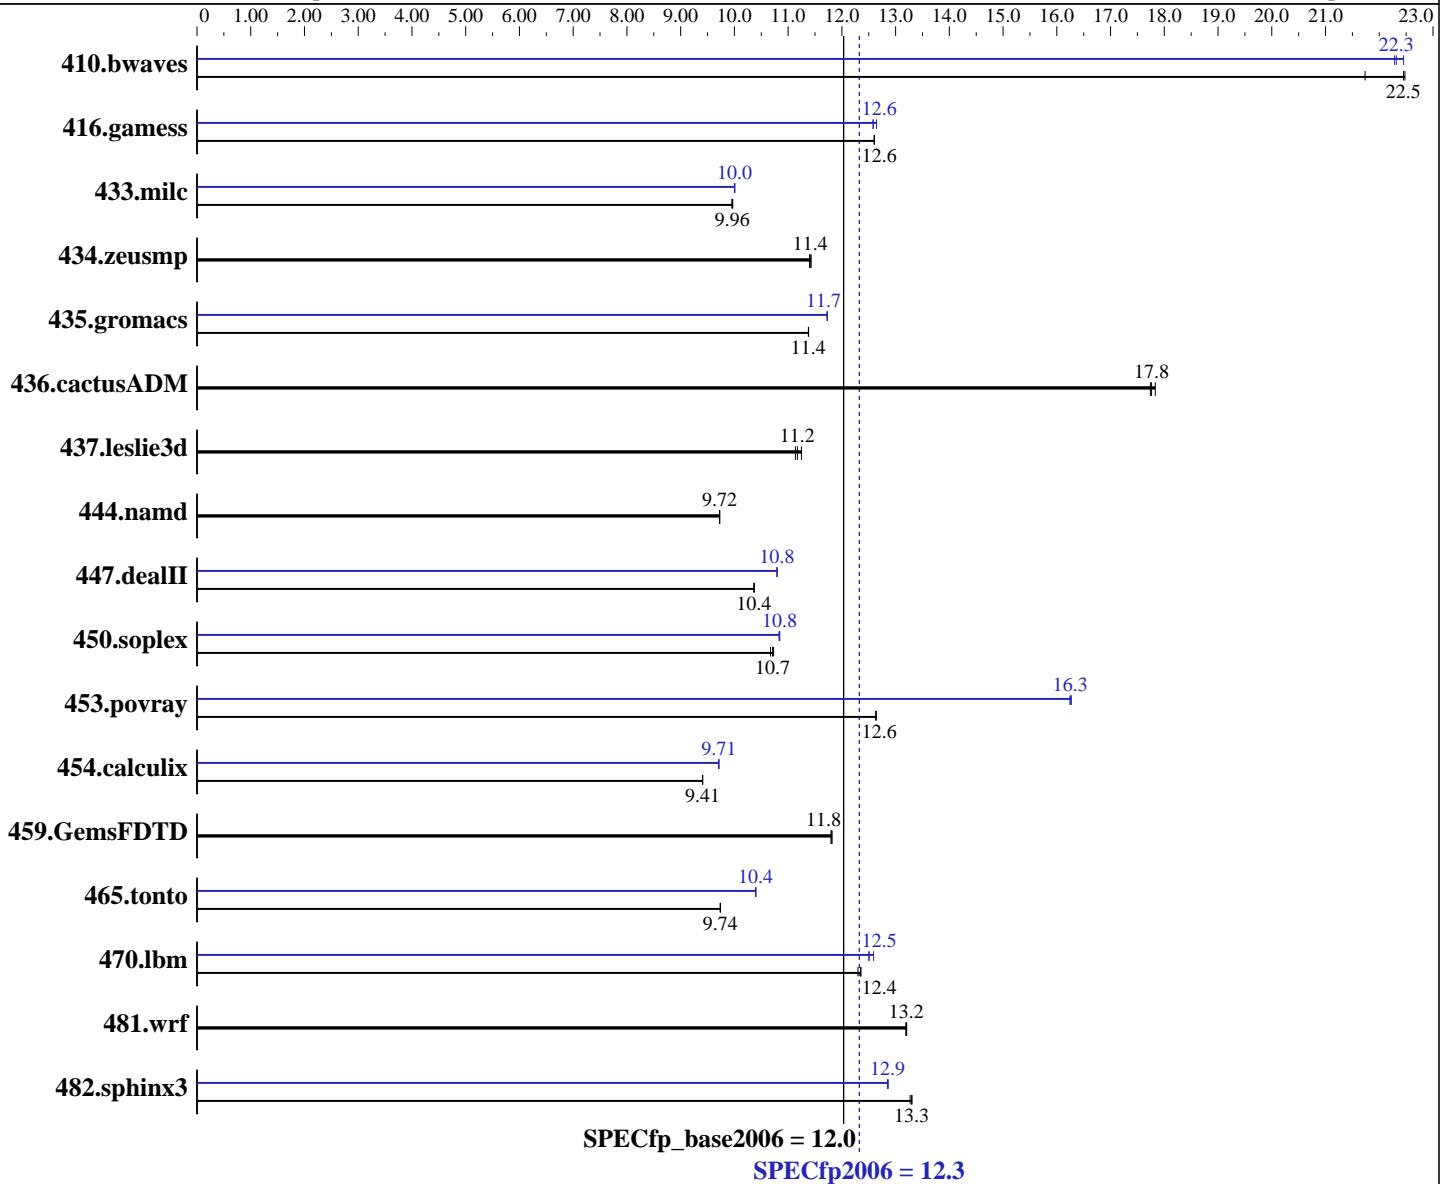 0 1.00 2.00 3.00 4.00 5.00 6.00 7.00 8.00 9.00 10.0 11.0 12.0 13.0 14.0 15.0 16.0 17.0 18.0 19.0 20.0 21.0 23.0
22.3
410.bwaves
22.5
12.6
416.gamess
12.6
10.0
433.milc
9.96
11.4
434.zeusmp
11.7
435.gromacs
11.4
17.8
436.cactusADM
11.2
437.leslie3d
9.72
444.namd
10.8
447.dealII
10.4
10.8
450.soplex
10.7
16.3
453.povray
12.6
9.71
454.calculix
9.41
11.8
459.GemsFDTD
10.4
465.tonto
9.74
12.5
470.lbm
12.4
13.2
481.wrf
12.9
482.sphinx3
13.3
SPECfp_base2006 = 12.0
SPECfp2006 = 12.3